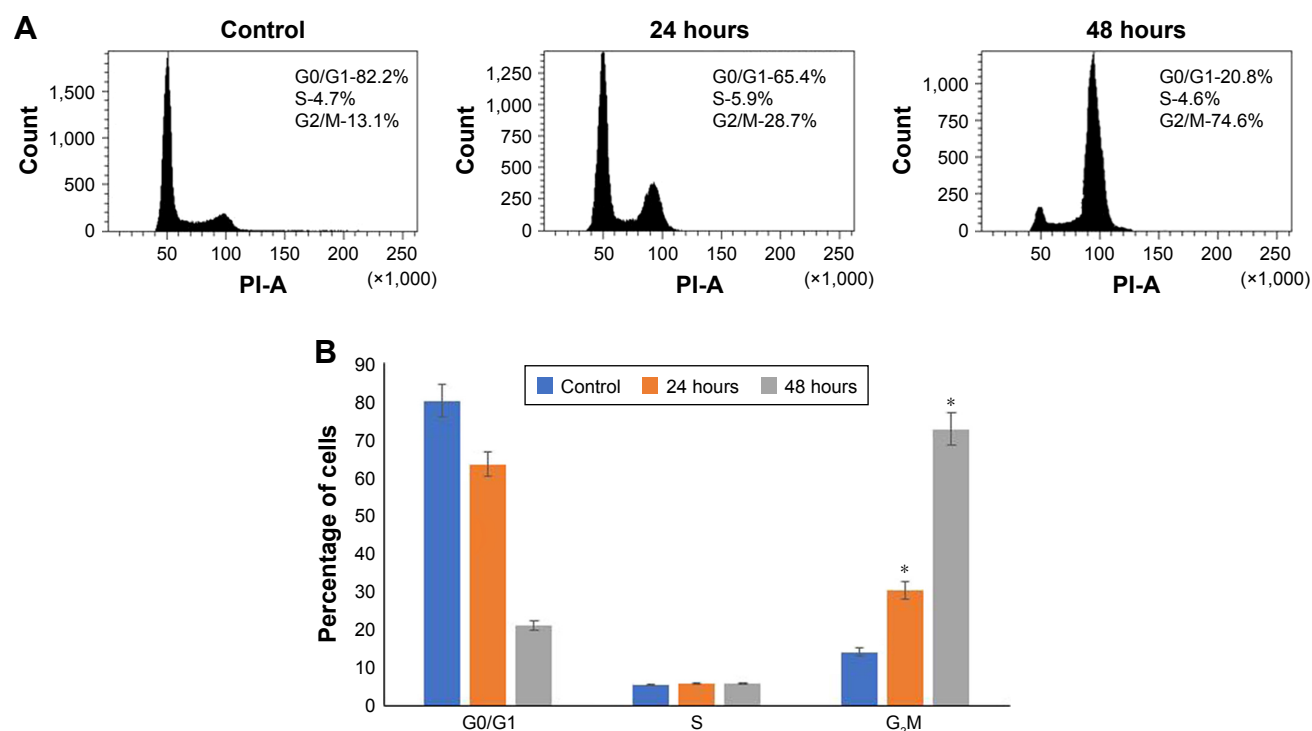 A
Control
24 hours
48 hours
G0/G1-82.2%
S-4.7%
G2/M-13.1%
G0/G1-65.4%
S-5.9%
G2/M-28.7%
G0/G1-20.8%
S-4.6%
G2/M-74.6%
Count
1,500
1,000
500
0
50 100 150 200 250
PI-A
(×1,000)
Count
1,250
1,000
750
500
250
0
50 100 150 200 250
PI-A
(×1,000)
Count
1,000
750
500
250
0
50 100 150 200 250
PI-A
(×1,000)
B
Control 24 hours 48 hours
Percentage of cells
90
80
70
60
50
40
30
20
10
0
*
*
G0/G1 S G₂M